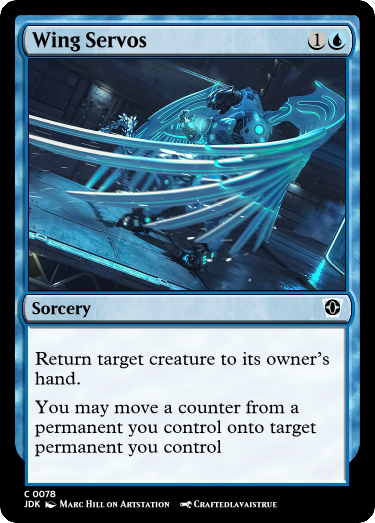 Wing Servos 1
Sorcery
Return target creature to its owner's
hand.
You may move a counter from a
permanent you control onto target
permanent you control
C 0078
JDK Marc Hill on Artstation Craftedlavaistrue